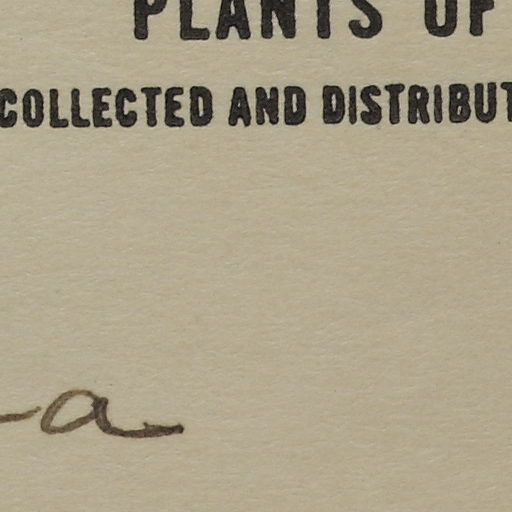 PLANTS OF
COLLECTED AND DISTRIBUT
a